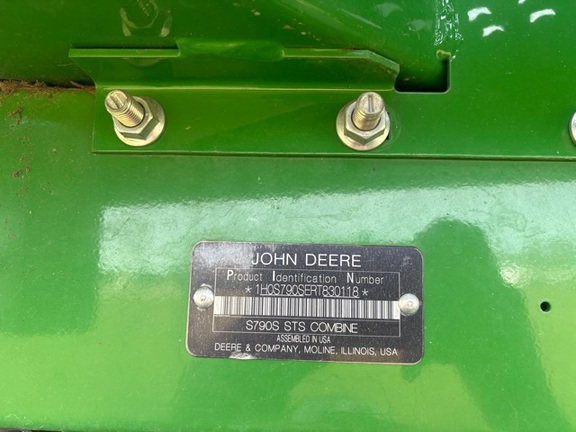 JOHN DEERE
Product Identification Number
*1H0S790SERT830118*
S790S STS COMBINE
ASSEMBLED IN USA
DEERE & COMPANY, MOLINE, ILLINOIS, USA